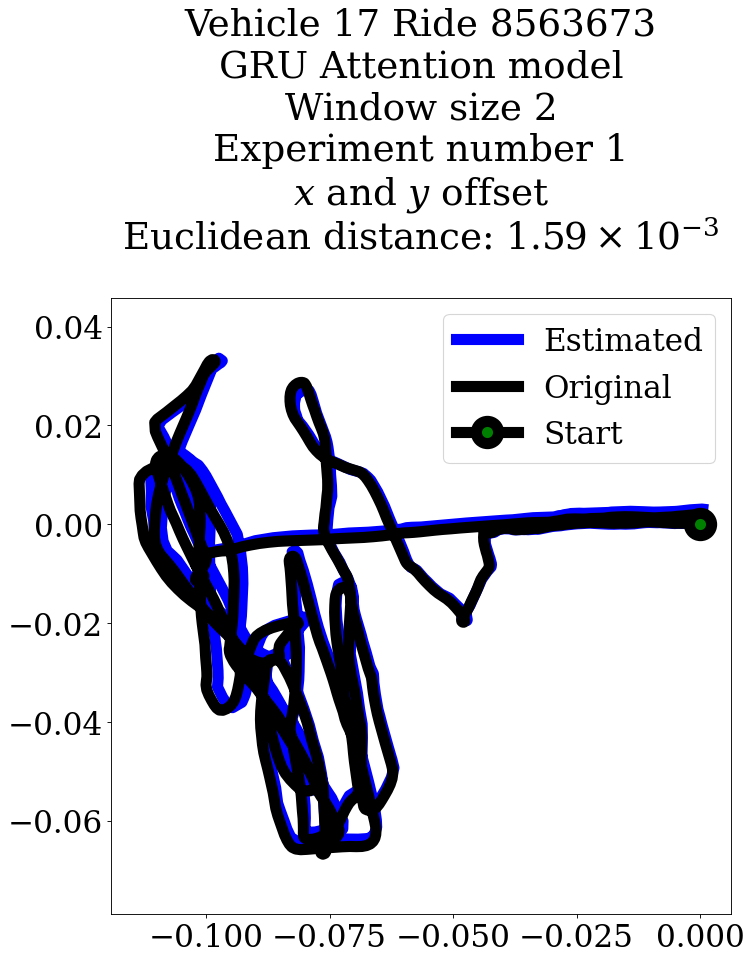 Vehicle 17 Ride 8563673
GRU Attention model
Window size 2
Experiment number 1
x and y offset
Euclidean distance: 1.59 × 10⁻³
Estimated
Original
Start
0.04
0.02
0.00
−0.02
−0.04
−0.06
−0.100 −0.075 −0.050 −0.025 0.000